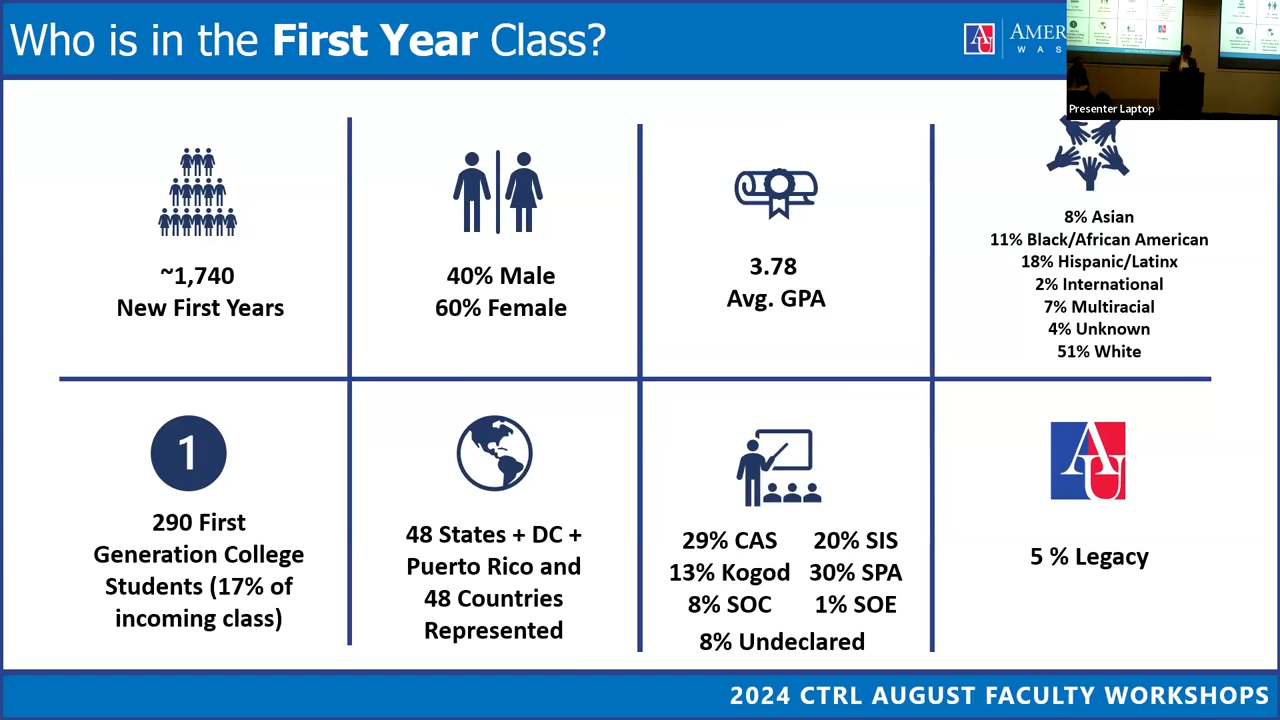 Who is in the First Year Class?
AU
AMER
WAS
Presenter Laptop
~1,740
New First Years
40% Male
60% Female
3.78
Avg. GPA
8% Asian
11% Black/African American
18% Hispanic/Latinx
2% International
7% Multiracial
4% Unknown
51% White
1
290 First
Generation College
Students (17% of
incoming class)
48 States + DC +
Puerto Rico and
48 Countries
Represented
29% CAS 20% SIS
13% Kogod 30% SPA
8% SOC 1% SOE
8% Undeclared
AU
5 % Legacy
2024 CTRL AUGUST FACULTY WORKSHOPS